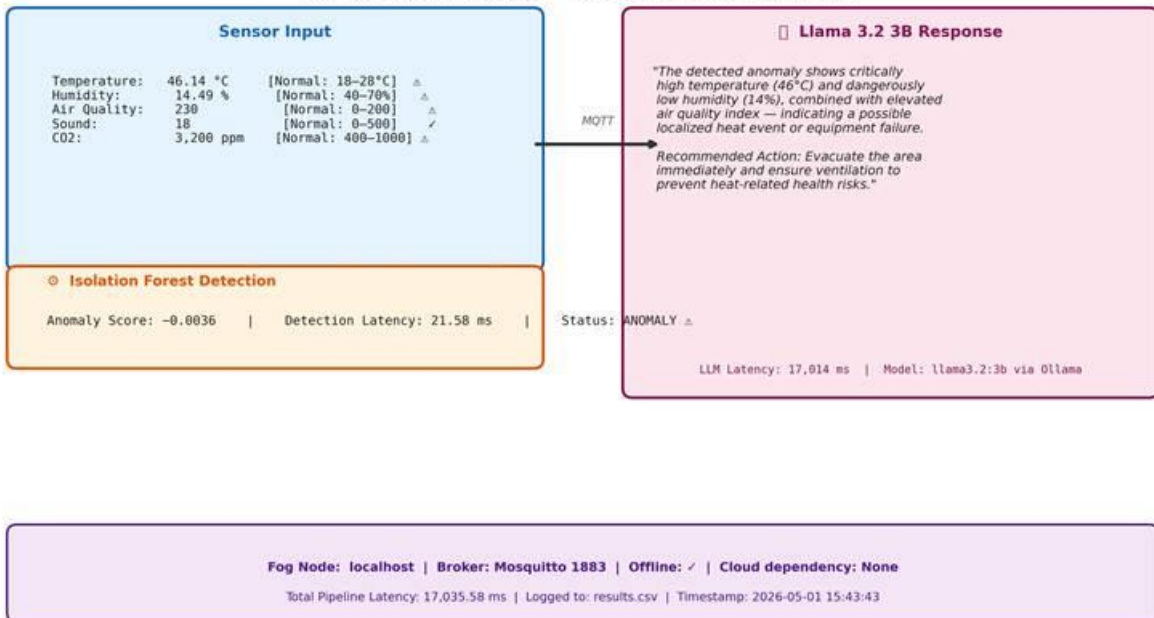 Sensor Input
Temperature: 46.14 °C [Normal: 18–28°C] ⚠
Humidity: 14.49 % [Normal: 40–70%] ⚠
Air Quality: 230 [Normal: 0–200] ⚠
Sound: 18 [Normal: 0–500] ✓
CO2: 3,200 ppm [Normal: 400–1000] ⚠
MQTT
Llama 3.2 3B Response
"The detected anomaly shows critically
high temperature (46°C) and dangerously
low humidity (14%), combined with elevated
air quality index — indicating a possible
localized heat event or equipment failure.
Recommended Action: Evacuate the area
immediately and ensure ventilation to
prevent heat-related health risks."
⚙ Isolation Forest Detection
Anomaly Score: −0.0036 | Detection Latency: 21.58 ms | Status: ANOMALY ⚠
LLM Latency: 17,014 ms | Model: llama3.2:3b via Ollama
Fog Node: localhost | Broker: Mosquitto 1883 | Offline: ✓ | Cloud dependency: None
Total Pipeline Latency: 17,035.58 ms | Logged to: results.csv | Timestamp: 2026-05-01 15:43:43